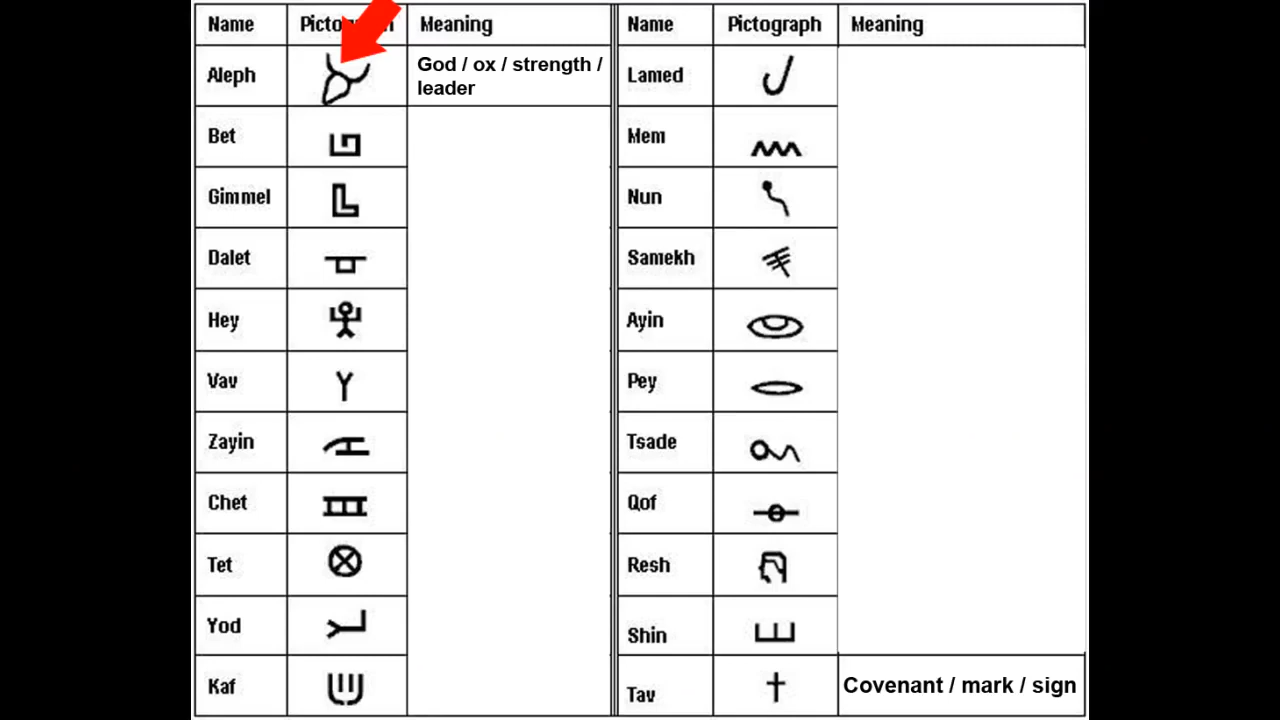 Name Pictograph Meaning Name Pictograph Meaning
Aleph God / ox / strength / Lamed
leader
Bet Mem
Gimmel Nun
Dalet Samekh
Hey Ayin
Vav Pey
Zayin Tsade
Chet Qof
Tet Resh
Yod Shin
Kaf Tav Covenant / mark / sign